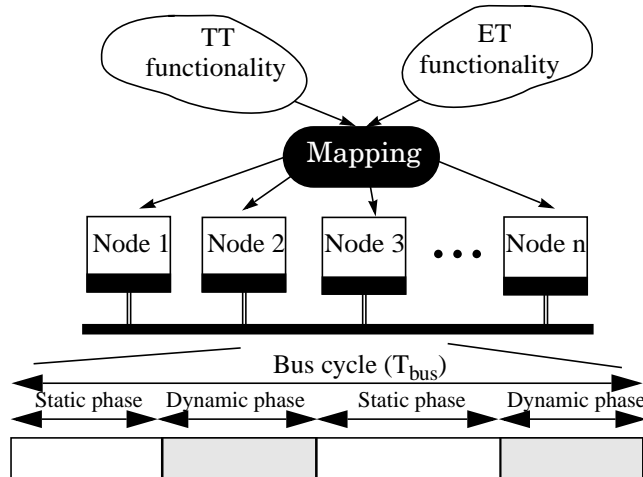 TT
functionality
ET
functionality
Mapping
Node 1
Node 2
Node 3
Node n
Bus cycle (Tbus)
Static phase
Dynamic phase
Static phase
Dynamic phase